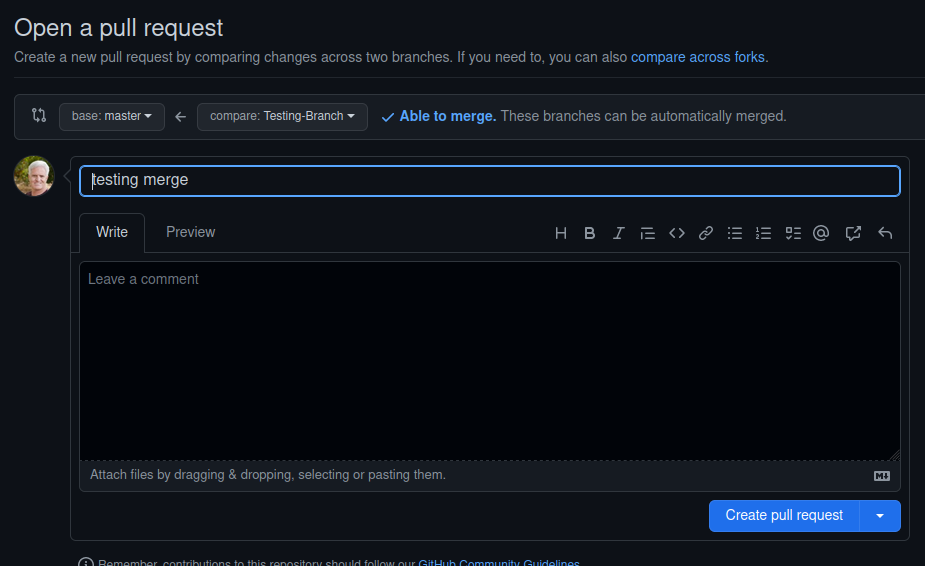 Open a pull request
Create a new pull request by comparing changes across two branches. If you need to, you can also compare across forks.
base: master compare: Testing-Branch Able to merge. These branches can be automatically merged.
testing merge
Write Preview
Leave a comment
Attach files by dragging & dropping, selecting or pasting them.
Create pull request
Remember, contributions to this repository should follow our GitHub Community Guidelines.